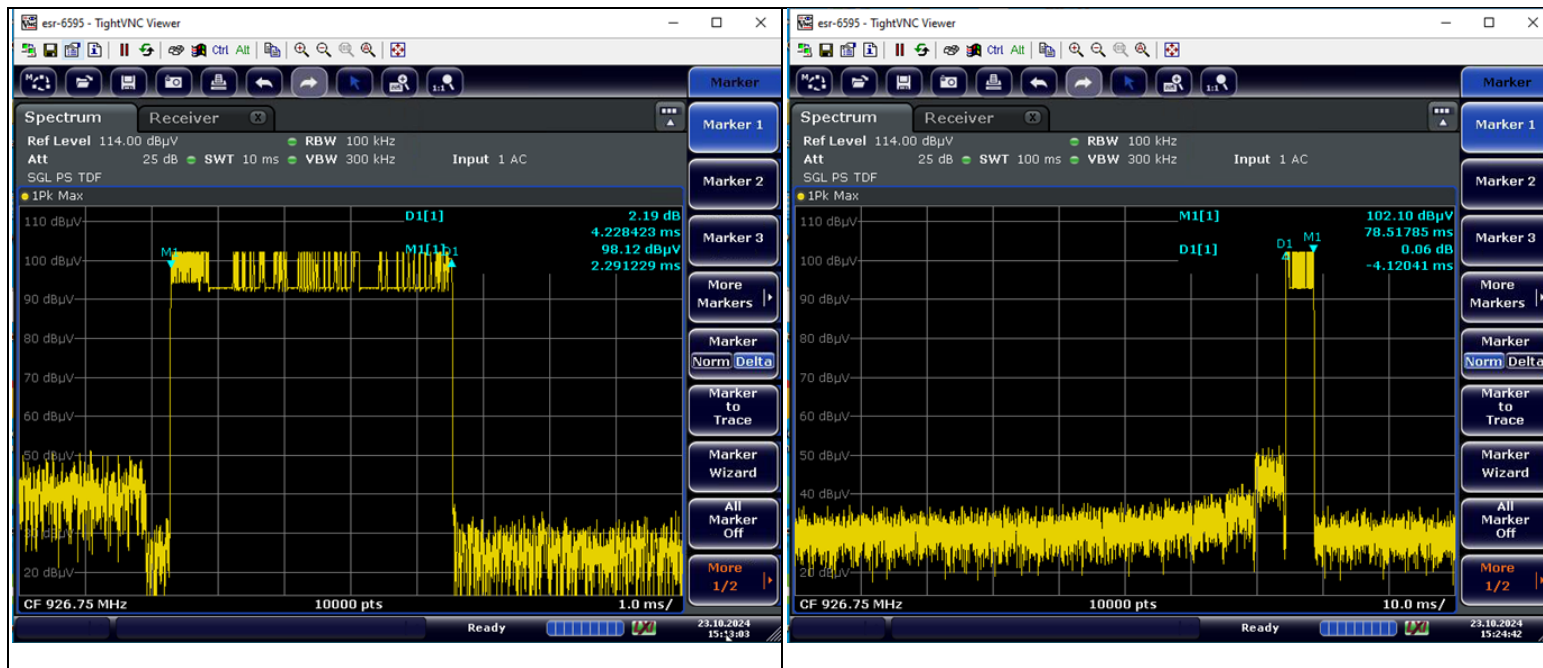 esr-6595 - TightVNC Viewer
Ctrl Alt
Marker
Spectrum Receiver
Ref Level 114.00 dBµV RBW 100 kHz
Att 25 dB SWT 10 ms VBW 300 kHz Input 1 AC
SGL PS TDF
1Pk Max
D1[1] 2.19 dB
4.228423 ms
M1[1] 98.12 dBµV
2.291229 ms
M1
D1
110 dBµV
100 dBµV
90 dBµV
80 dBµV
70 dBµV
60 dBµV
50 dBµV
40 dBµV
30 dBµV
20 dBµV
CF 926.75 MHz 10000 pts 1.0 ms/
Marker 1
Marker 2
Marker 3
More
Markers
Marker
Norm Delta
Marker
to
Trace
Marker
Wizard
All
Marker
Off
More
1/2
Ready
23.10.2024
15:13:03
esr-6595 - TightVNC Viewer
Ctrl Alt
Marker
Spectrum Receiver
Ref Level 114.00 dBµV RBW 100 kHz
Att 25 dB SWT 100 ms VBW 300 kHz Input 1 AC
SGL PS TDF
1Pk Max
M1[1] 102.10 dBµV
78.51785 ms
D1[1] 0.06 dB
-4.12041 ms
D1 M1
110 dBµV
100 dBµV
90 dBµV
80 dBµV
70 dBµV
60 dBµV
50 dBµV
40 dBµV
20 dBµV
CF 926.75 MHz 10000 pts 10.0 ms/
Marker 1
Marker 2
Marker 3
More
Markers
Marker
Norm Delta
Marker
to
Trace
Marker
Wizard
All
Marker
Off
More
1/2
Ready
23.10.2024
15:24:42